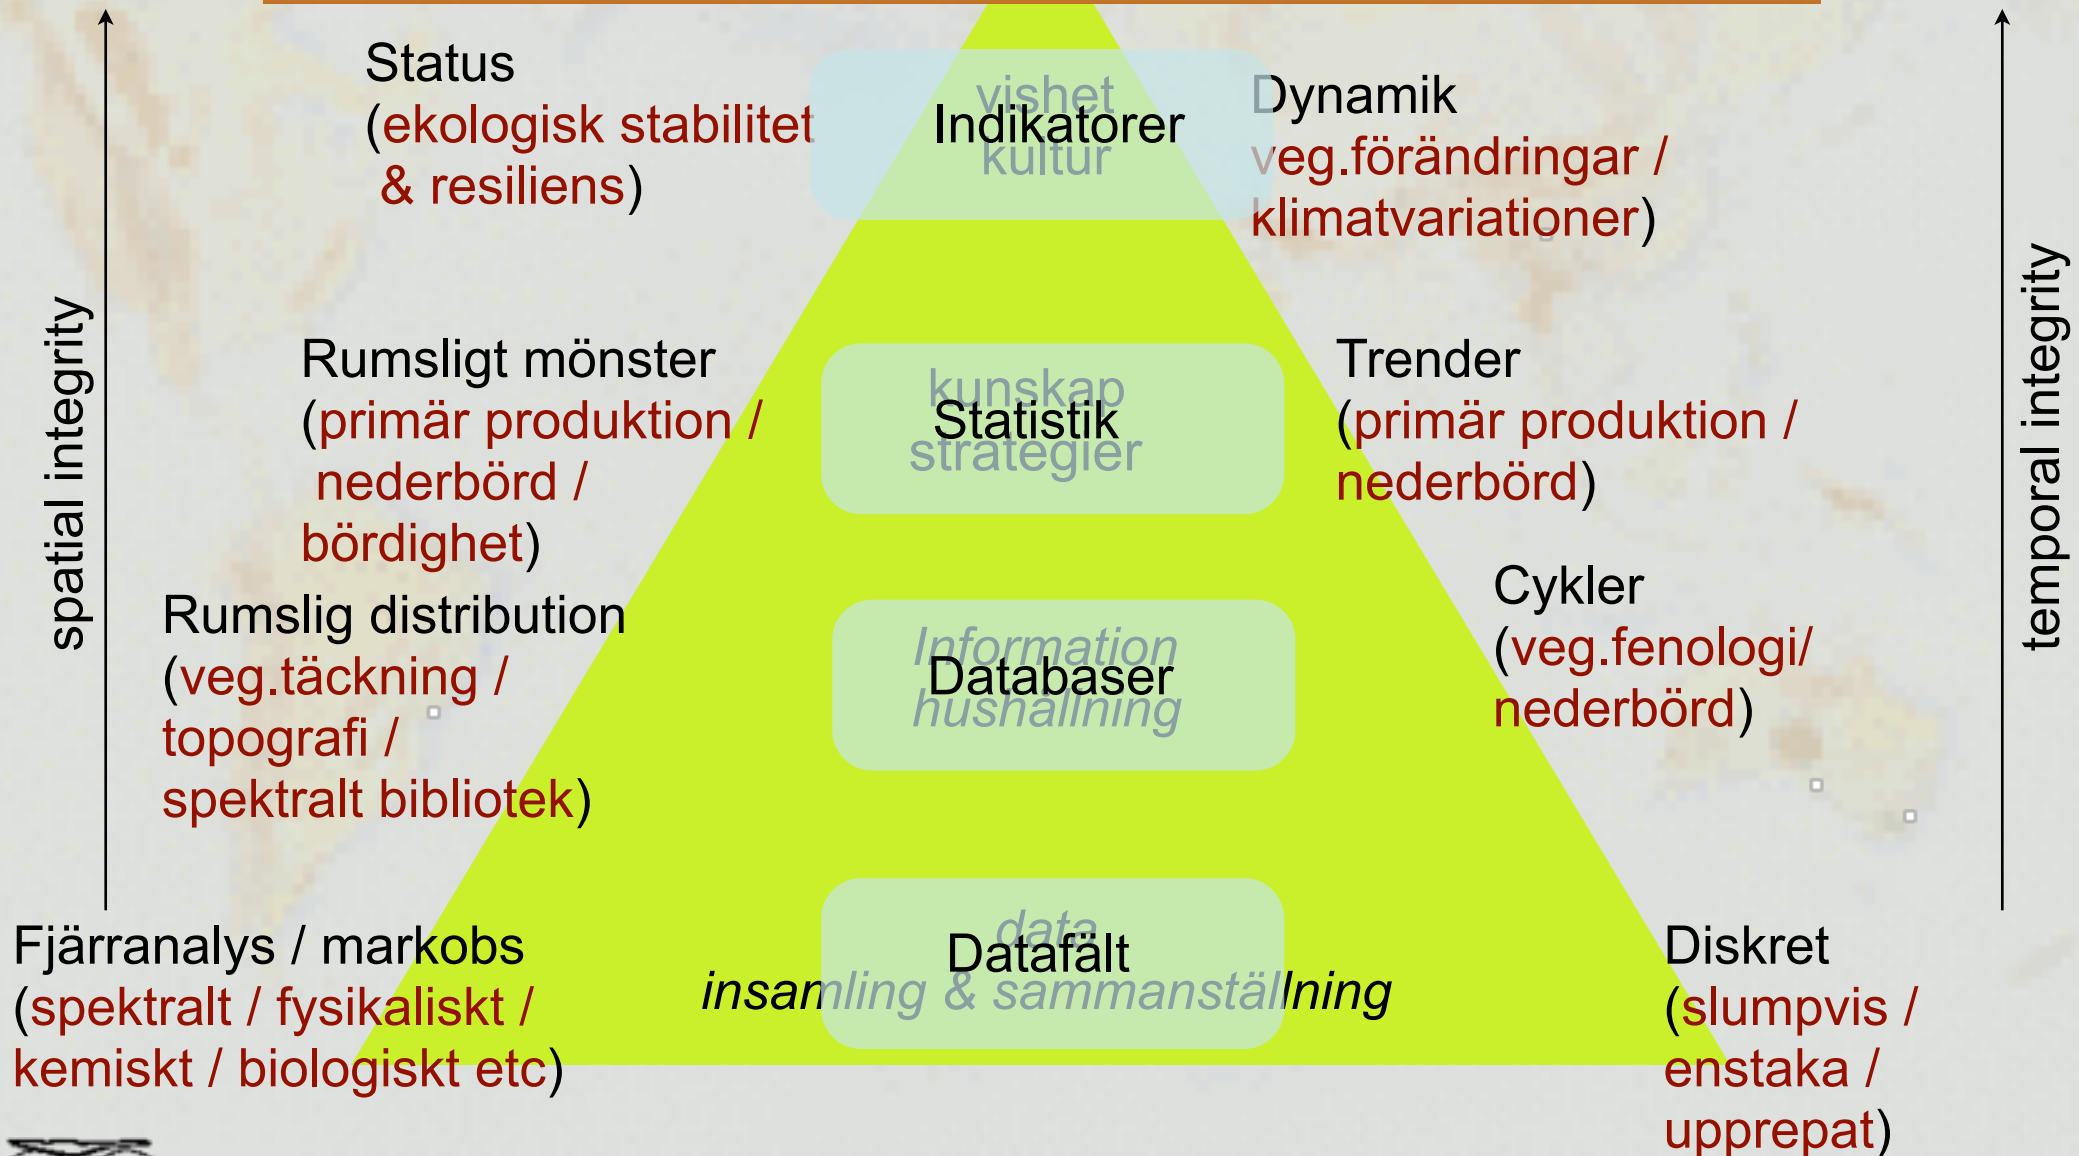 Status
(ekologisk stabilitet
& resiliens)
vishet
Indikatorer
kultur
Dynamik
veg.förändringar /
klimatvariationer)
spatial integrity
temporal integrity
Rumsligt mönster
(primär produktion /
nederbörd /
bördighet)
kunskap
Statistik
strategier
Trender
(primär produktion /
nederbörd)
Rumslig distribution
(veg.täckning /
topografi /
spektralt bibliotek)
Information
Databaser
hushållning
Cykler
(veg.fenologi/
nederbörd)
Fjärranalys / markobs
(spektralt / fysikaliskt /
kemiskt / biologiskt etc)
data
Datafält
insamling & sammanställning
Diskret
(slumpvis /
enstaka /
upprepat)